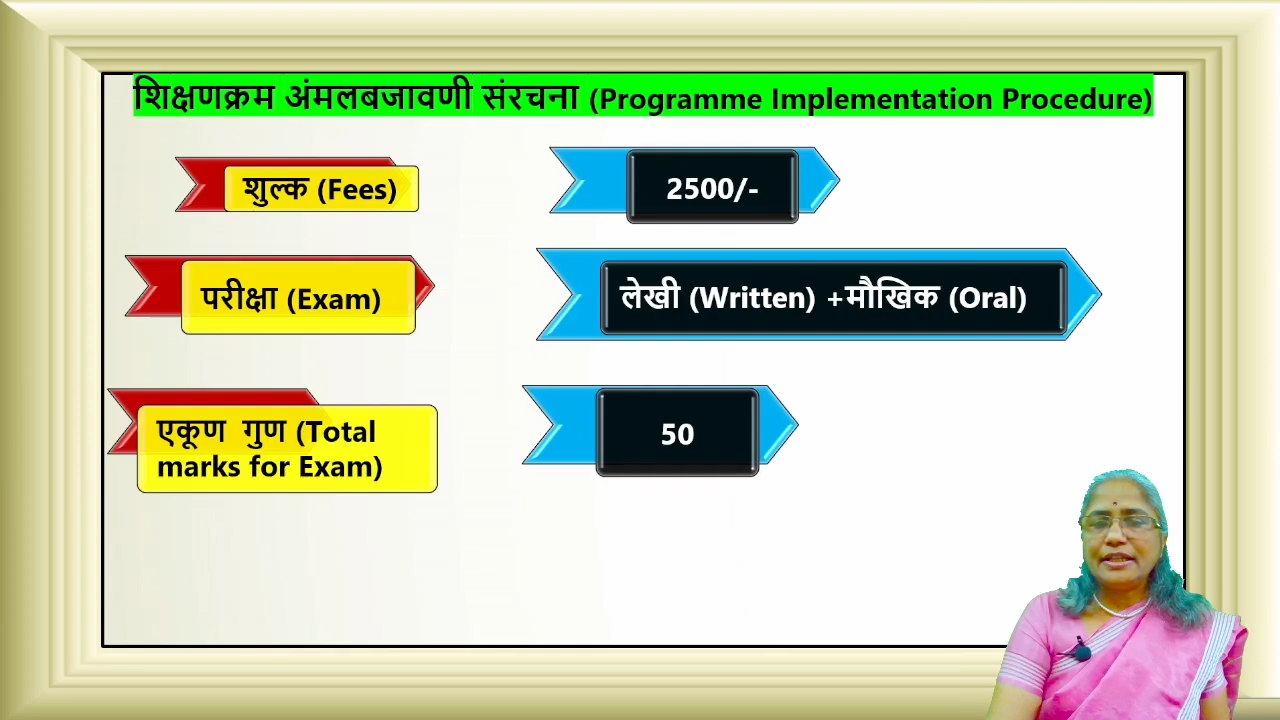 शिक्षणक्रम अंमलबजावणी संरचना (Programme Implementation Procedure)
शुल्क (Fees)
2500/-
परीक्षा (Exam)
लेखी (Written) +मौखिक (Oral)
एकूण गुण (Total
marks for Exam)
50